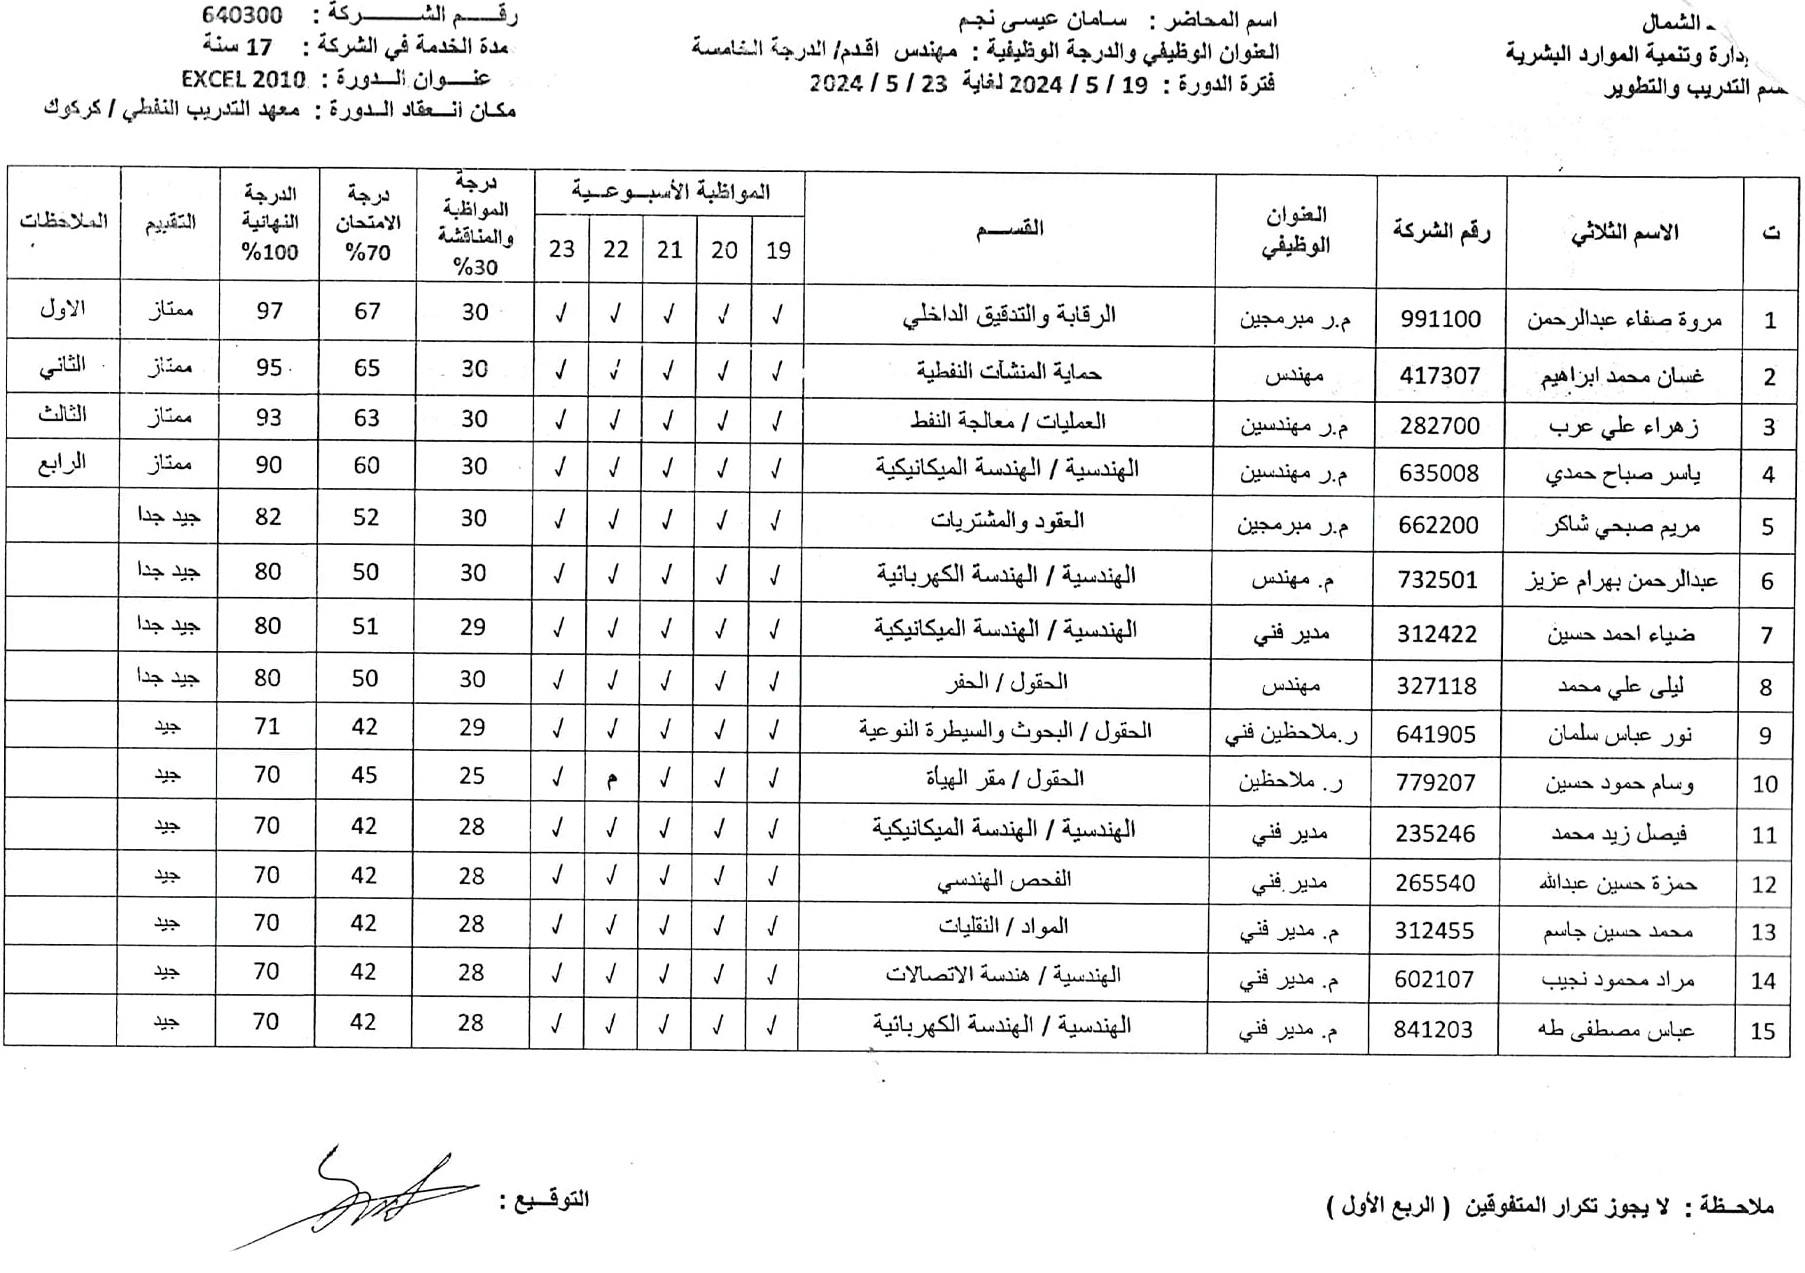 الشمال
دارة وتنمية الموارد البشرية
سم التدريب والتطوير
اسم المحاضر : سامان عيسى نجم
العنوان الوظيفي والدرجة الوظيفية : مهندس اقدم/ الدرجة الخامسة
فترة الدورة : 19 / 5 / 2024 لغاية 23 / 5 / 2024
رقم الشركة : 640300
مدة الخدمة في الشركة : 17 سنة
عنوان الدورة : EXCEL 2010
مكان انعقاد الدورة : معهد التدريب النفطي / كركوك
ت الاسم الثلاثي رقم الشركة العنوان الوظيفي القسم المواظبة الأسبوعية 19 20 21 22 23 درجة المواظبة والمناقشة 30% درجة الامتحان 70% الدرجة النهائية 100% التقييم الملاحظات
1 مروة صفاء عبدالرحمن 991100 م.ر مبرمجين الرقابة والتدقيق الداخلي √ √ √ √ √ 30 67 97 ممتاز الاول
2 غسان محمد ابراهيم 417307 مهندس حماية المنشآت النفطية √ √ √ √ √ 30 65 95 ممتاز الثاني
3 زهراء علي عرب 282700 م.ر مهندسين العمليات / معالجة النفط √ √ √ √ √ 30 63 93 ممتاز الثالث
4 ياسر صباح حمدي 635008 م.ر مهندسين الهندسية / الهندسة الميكانيكية √ √ √ √ √ 30 60 90 ممتاز الرابع
5 مريم صبحي شاكر 662200 م.ر مبرمجين العقود والمشتريات √ √ √ √ √ 30 52 82 جيد جدا
6 عبدالرحمن بهرام عزيز 732501 م. مهندس الهندسية / الهندسة الكهربائية √ √ √ √ √ 30 50 80 جيد جدا
7 ضياء احمد حسين 312422 مدير فني الهندسية / الهندسة الميكانيكية √ √ √ √ √ 29 51 80 جيد جدا
8 ليلى علي محمد 327118 مهندس الحقول / الحفر √ √ √ √ √ 30 50 80 جيد جدا
9 نور عباس سلمان 641905 ر.ملاحظين فني الحقول / البحوث والسيطرة النوعية √ √ √ √ √ 29 42 71 جيد
10 وسام حمود حسين 779207 ر. ملاحظين الحقول / مقر الهيأة √ √ √ م √ 25 45 70 جيد
11 فيصل زيد محمد 235246 مدير فني الهندسية / الهندسة الميكانيكية √ √ √ √ √ 28 42 70 جيد
12 حمزة حسين عبدالله 265540 مدير فني الفحص الهندسي √ √ √ √ √ 28 42 70 جيد
13 محمد حسين جاسم 312455 م. مدير فني المواد / النقليات √ √ √ √ √ 28 42 70 جيد
14 مراد محمود نجيب 602107 م. مدير فني الهندسية / هندسة الاتصالات √ √ √ √ √ 28 42 70 جيد
15 عباس مصطفى طه 841203 م. مدير فني الهندسية / الهندسة الكهربائية √ √ √ √ √ 28 42 70 جيد
ملاحظة : لا يجوز تكرار المتفوقين ( الربع الأول )
التوقيع :